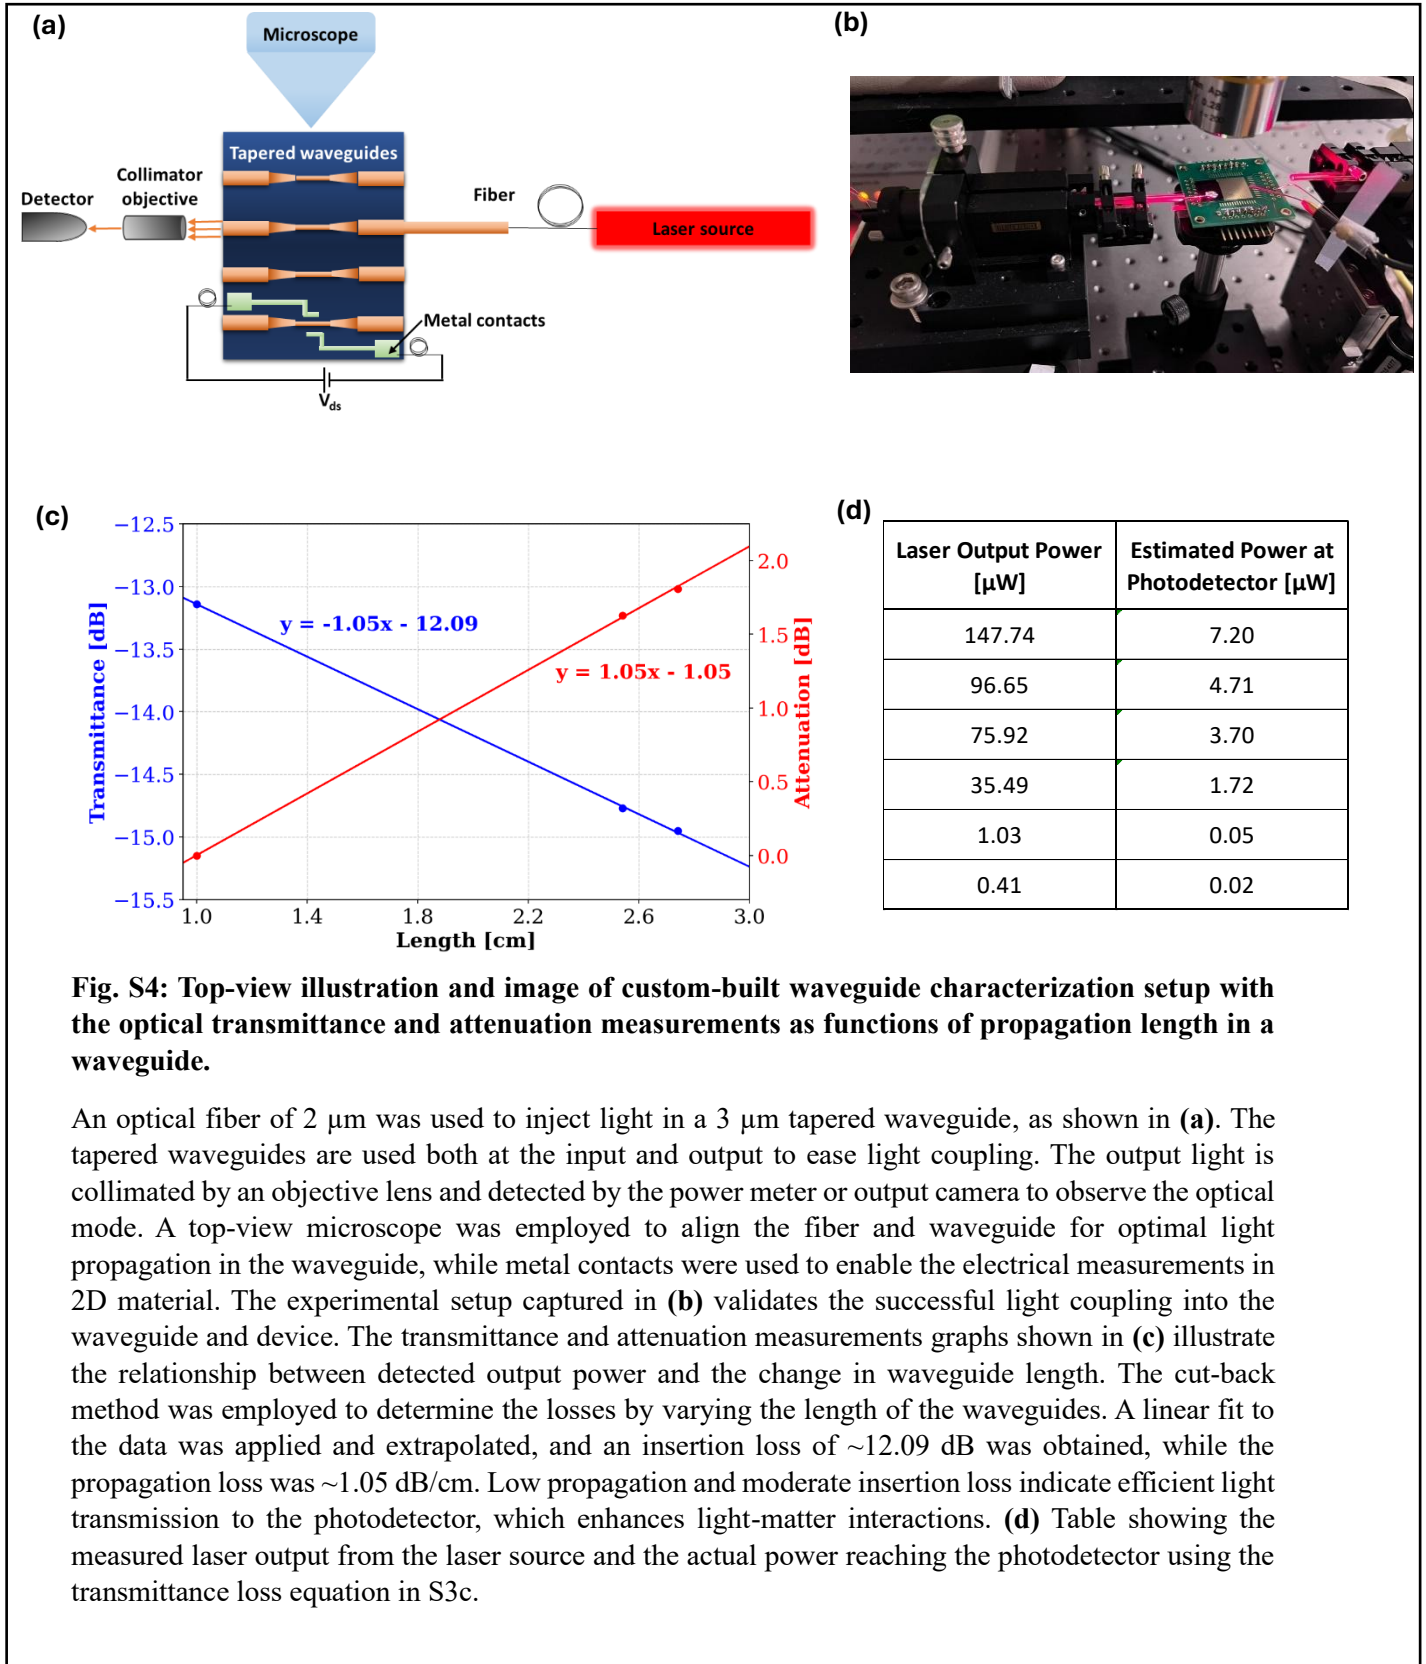 (a)
Microscope
Tapered waveguides
Collimator
objective
Detector
Fiber
Laser source
Metal contacts
Vds
(b)
(c)
Transmittance [dB]
−12.5
−13.0
−13.5
−14.0
−14.5
−15.0
−15.5
y = -1.05x - 12.09
y = 1.05x - 1.05
2.0
1.5
1.0
0.5
0.0
Attenuation [dB]
1.0 1.4 1.8 2.2 2.6 3.0
Length [cm]
(d)
Laser Output Power [µW] Estimated Power at Photodetector [µW]
147.74 7.20
96.65 4.71
75.92 3.70
35.49 1.72
1.03 0.05
0.41 0.02
Fig. S4: Top-view illustration and image of custom-built waveguide characterization setup with
the optical transmittance and attenuation measurements as functions of propagation length in a
waveguide.
An optical fiber of 2 µm was used to inject light in a 3 µm tapered waveguide, as shown in (a). The
tapered waveguides are used both at the input and output to ease light coupling. The output light is
collimated by an objective lens and detected by the power meter or output camera to observe the optical
mode. A top-view microscope was employed to align the fiber and waveguide for optimal light
propagation in the waveguide, while metal contacts were used to enable the electrical measurements in
2D material. The experimental setup captured in (b) validates the successful light coupling into the
waveguide and device. The transmittance and attenuation measurements graphs shown in (c) illustrate
the relationship between detected output power and the change in waveguide length. The cut-back
method was employed to determine the losses by varying the length of the waveguides. A linear fit to
the data was applied and extrapolated, and an insertion loss of ~12.09 dB was obtained, while the
propagation loss was ~1.05 dB/cm. Low propagation and moderate insertion loss indicate efficient light
transmission to the photodetector, which enhances light-matter interactions. (d) Table showing the
measured laser output from the laser source and the actual power reaching the photodetector using the
transmittance loss equation in S3c.